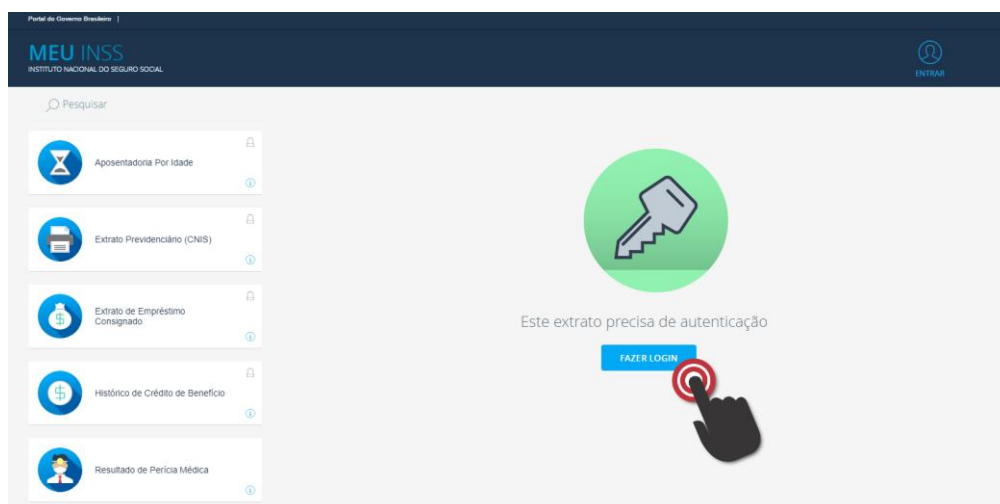 Portal do Governo Brasileiro |
MEU INSS
INSTITUTO NACIONAL DO SEGURO SOCIAL
ENTRAR
Pesquisar
Aposentadoria Por Idade
Extrato Previdenciário (CNIS)
Extrato de Empréstimo
Consignado
Histórico de Crédito de Benefício
Resultado de Perícia Médica
Este extrato precisa de autenticação
FAZER LOGIN